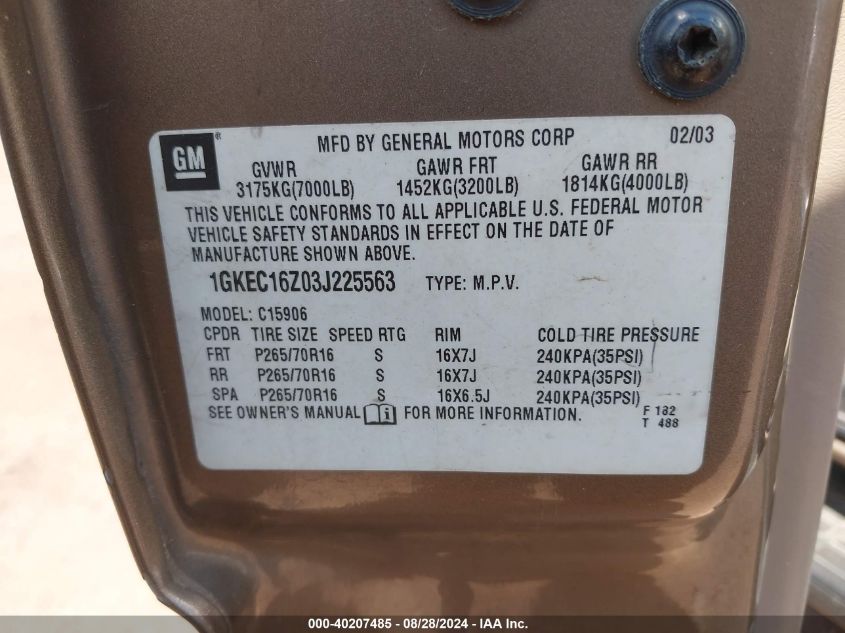 GM ®
MFD BY GENERAL MOTORS CORP 02/03
GVWR GAWR FRT GAWR RR
3175KG(7000LB) 1452KG(3200LB) 1814KG(4000LB)
THIS VEHICLE CONFORMS TO ALL APPLICABLE U.S. FEDERAL MOTOR
VEHICLE SAFETY STANDARDS IN EFFECT ON THE DATE OF
MANUFACTURE SHOWN ABOVE.
1GKEC16Z03J225563 TYPE: M.P.V.
MODEL: C15906
CPDR TIRE SIZE SPEED RTG RIM COLD TIRE PRESSURE
FRT P265/70R16 S 16X7J 240KPA(35PSI)
RR P265/70R16 S 16X7J 240KPA(35PSI)
SPA P265/70R16 S 16X6.5J 240KPA(35PSI)
SEE OWNER'S MANUAL i FOR MORE INFORMATION.
F 182
T 488
000-40207485 - 08/28/2024 - IAA Inc.